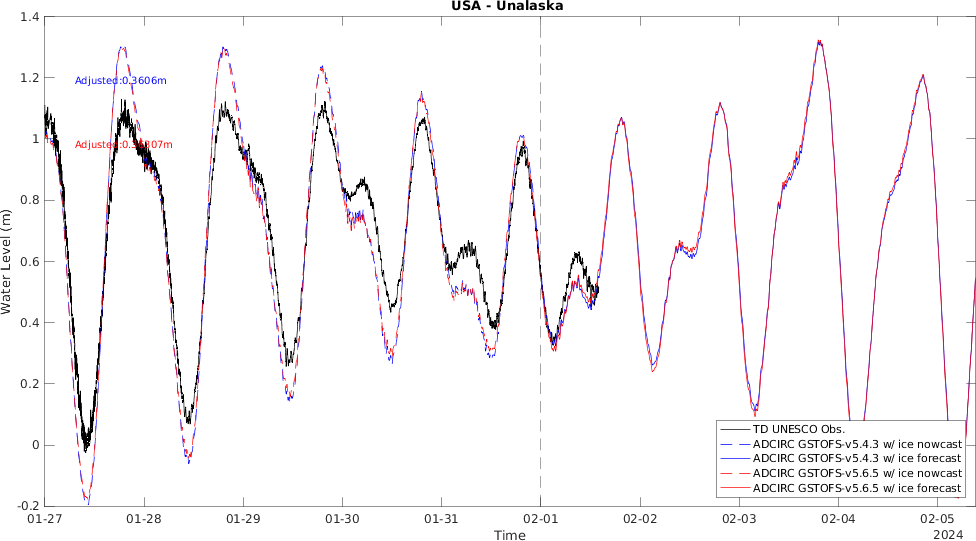 USA - Unalaska
1.4
1.2
1
0.8
0.6
0.4
0.2
0
-0.2
Water Level (m)
Adjusted:0.3606m
01-27
01-28
01-29
01-30
01-31
02-01
02-02
02-03
02-04
02-05
Time
2024
TD UNESCO Obs.
ADCIRC GSTOFS-v5.4.3 w/ ice nowcast
ADCIRC GSTOFS-v5.4.3 w/ ice forecast
ADCIRC GSTOFS-v5.6.5 w/ ice nowcast
ADCIRC GSTOFS-v5.6.5 w/ ice forecast